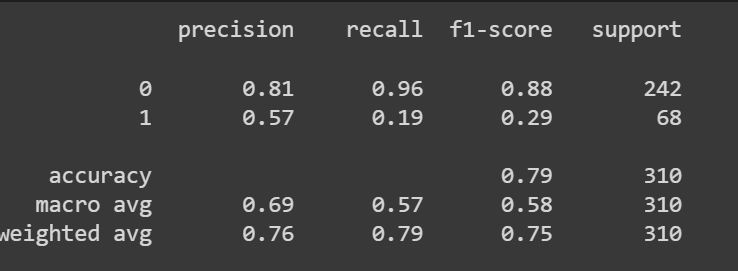 precision recall f1-score support
0 0.81 0.96 0.88 242
1 0.57 0.19 0.29 68
accuracy 0.79 310
macro avg 0.69 0.57 0.58 310
weighted avg 0.76 0.79 0.75 310